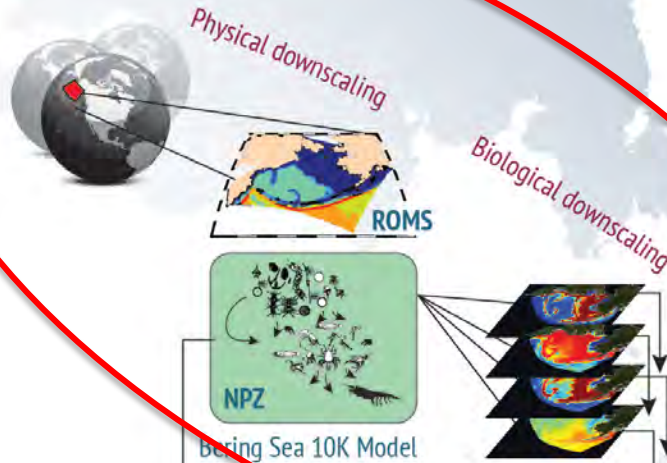 Physical downscaling
Biological downscaling
ROMS
NPZ
Bering Sea 10K Model